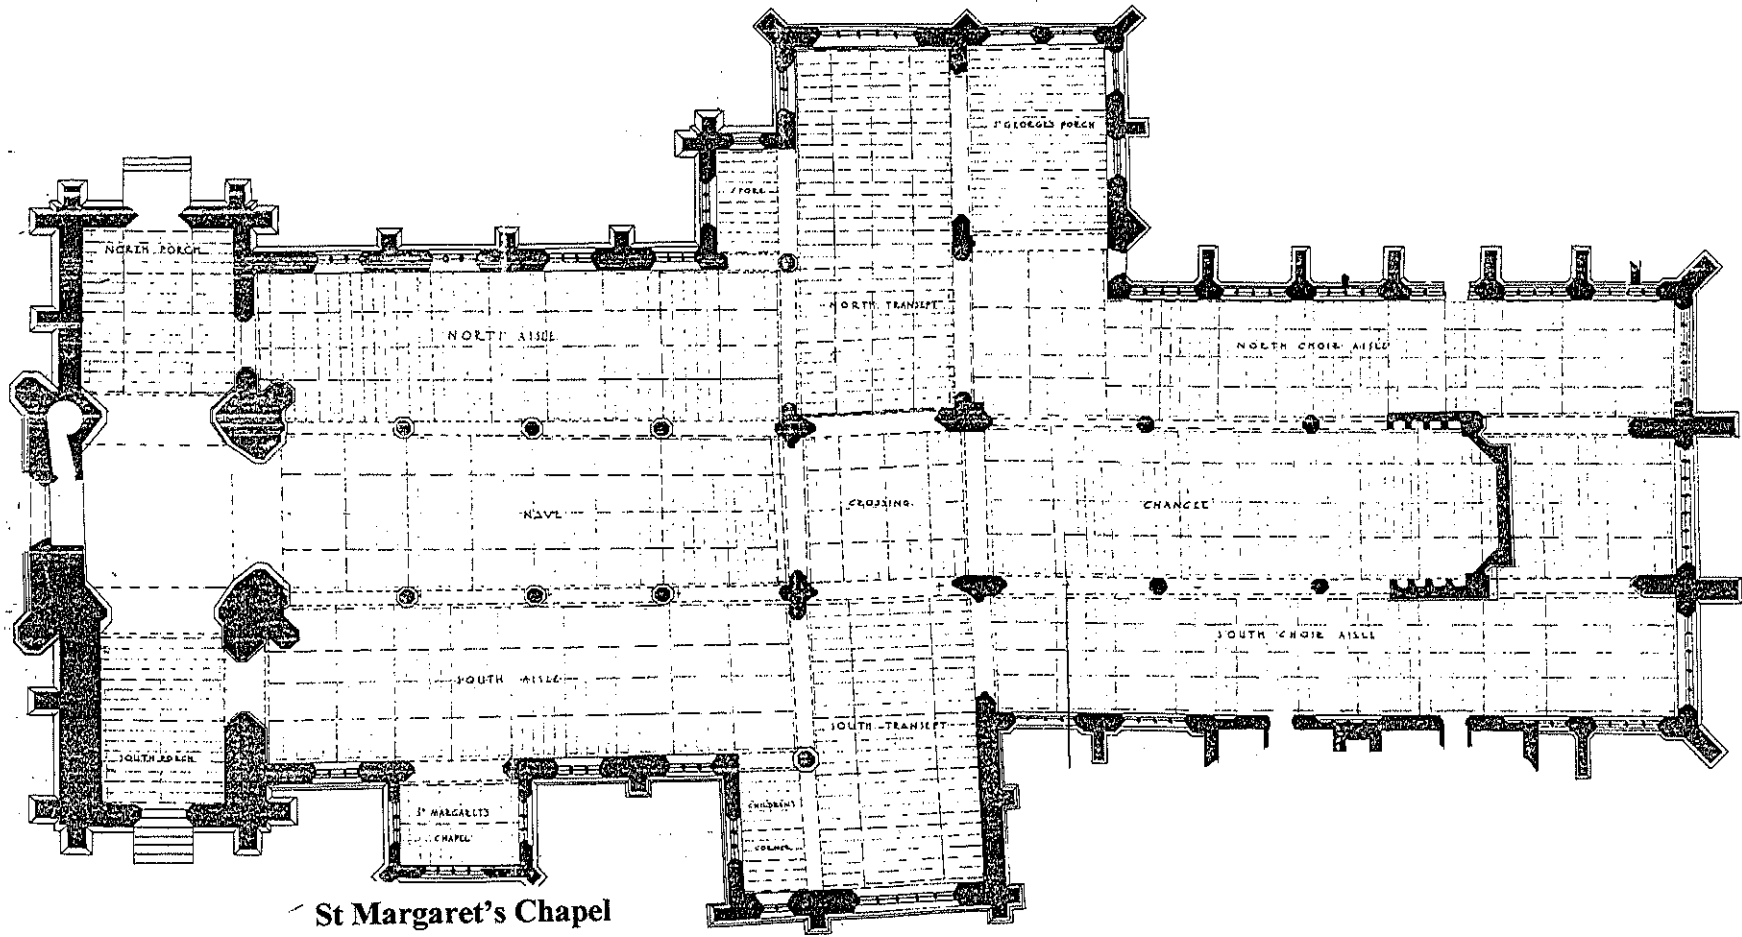 ST GEORGES PORCH
STORE
NORTH PORCH
NORTH TRANSEPT
NORTH AISLE
NORTH CHOIR AISLE
NAVE
CROSSING
CHANCEL
SOUTH CHOIR AISLE
SOUTH AISLE
SOUTH TRANSEPT
SOUTH PORCH
ST MARGARETS
CHAPEL
CHILDRENS
CORNER
St Margaret's Chapel